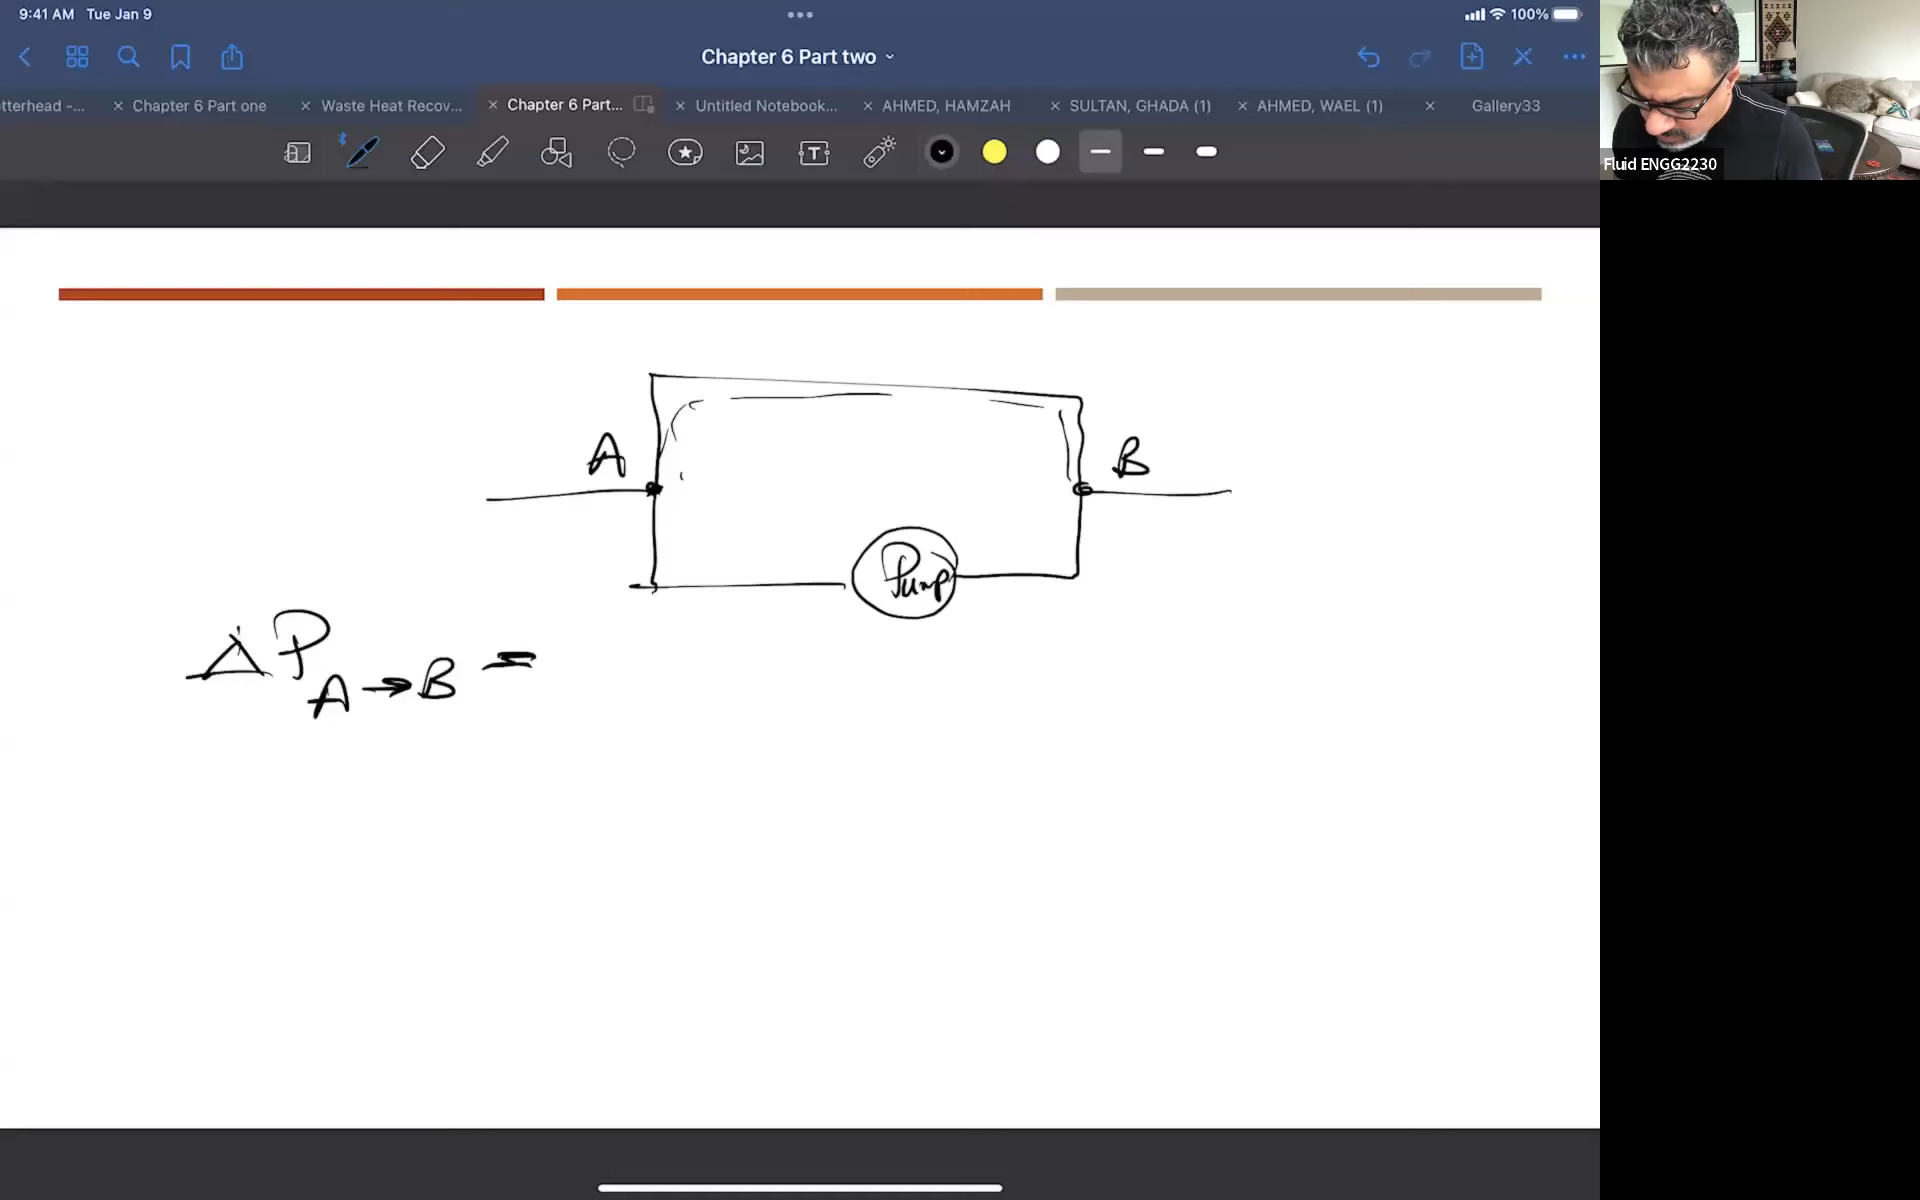 9:41 AM Tue Jan 9
100%
Chapter 6 Part two
tterhead -...
Chapter 6 Part one
Waste Heat Recov...
Chapter 6 Part...
Untitled Notebook...
AHMED, HAMZAH
SULTAN, GHADA (1)
AHMED, WAEL (1)
Gallery33
T
Fluid ENGG2230
A
B
Pump
ΔP A→B =